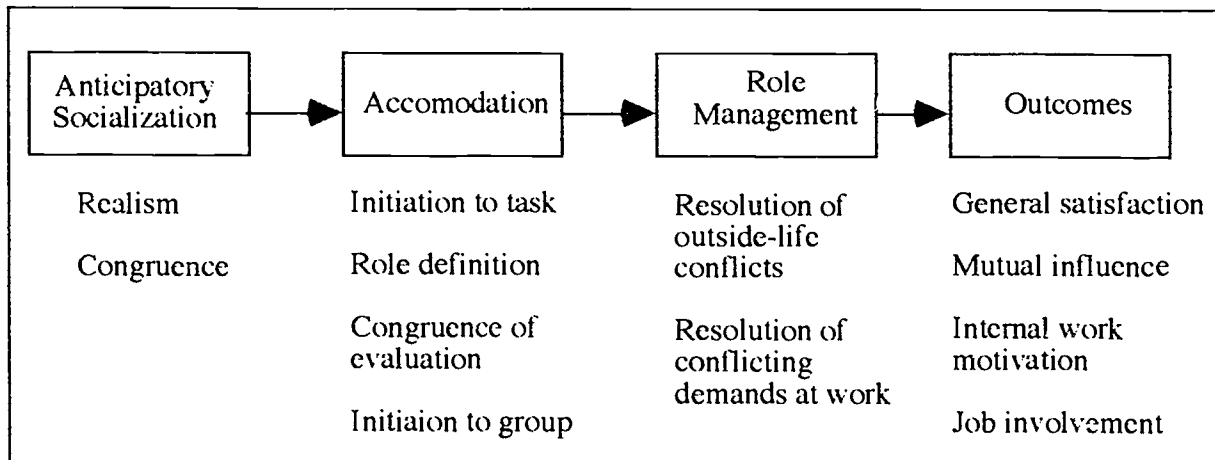 Anticipatory
Socialization
Accomodation
Role
Management
Outcomes
Realism
Congruence
Initiation to task
Role definition
Congruence of
evaluation
Initiaion to group
Resolution of
outside-life
conflicts
Resolution of
conflicting
demands at work
General satisfaction
Mutual influence
Internal work
motivation
Job involvement